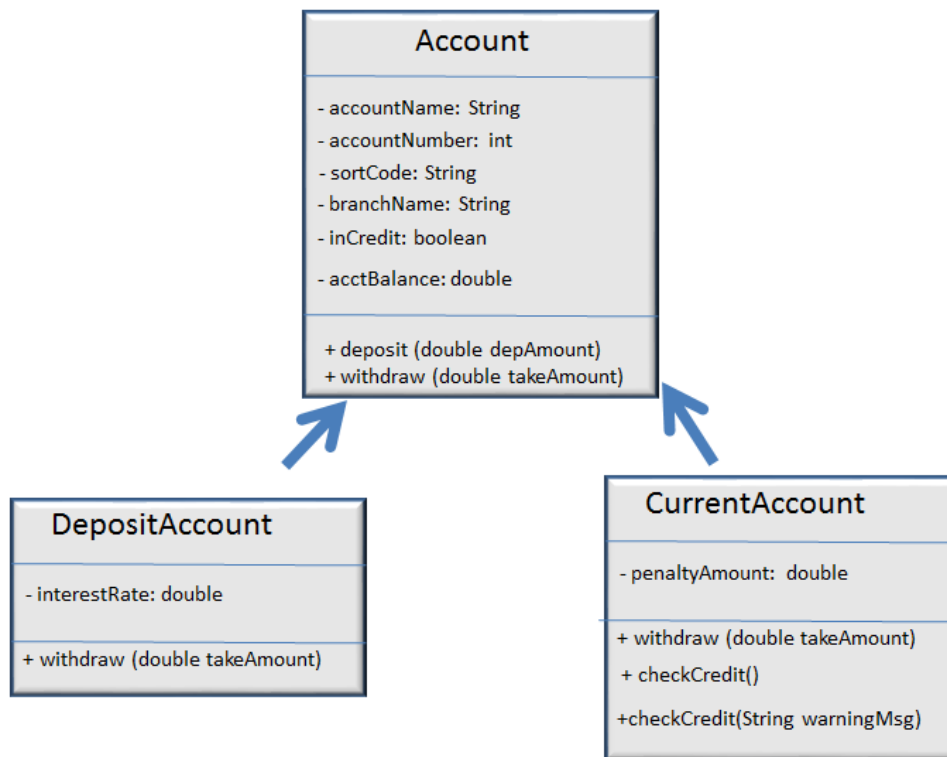 Account
- accountName: String
- accountNumber: int
- sortCode: String
- branchName: String
- inCredit: boolean
- acctBalance: double
+ deposit (double depAmount)
+ withdraw (double takeAmount)
DepositAccount
- interestRate: double
+ withdraw (double takeAmount)
CurrentAccount
- penaltyAmount: double
+ withdraw (double takeAmount)
+ checkCredit()
+checkCredit(String warningMsg)